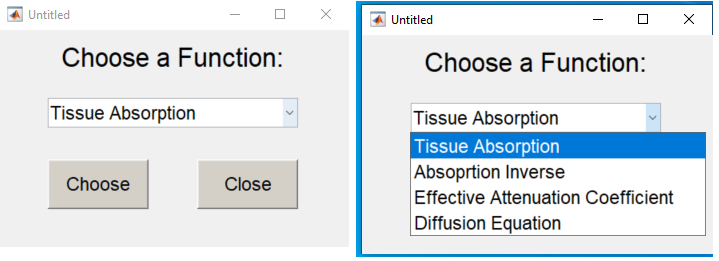 Untitled
Choose a Function:
Tissue Absorption
Choose
Close
Untitled
Choose a Function:
Tissue Absorption
Tissue Absorption
Absoprtion Inverse
Effective Attenuation Coefficient
Diffusion Equation